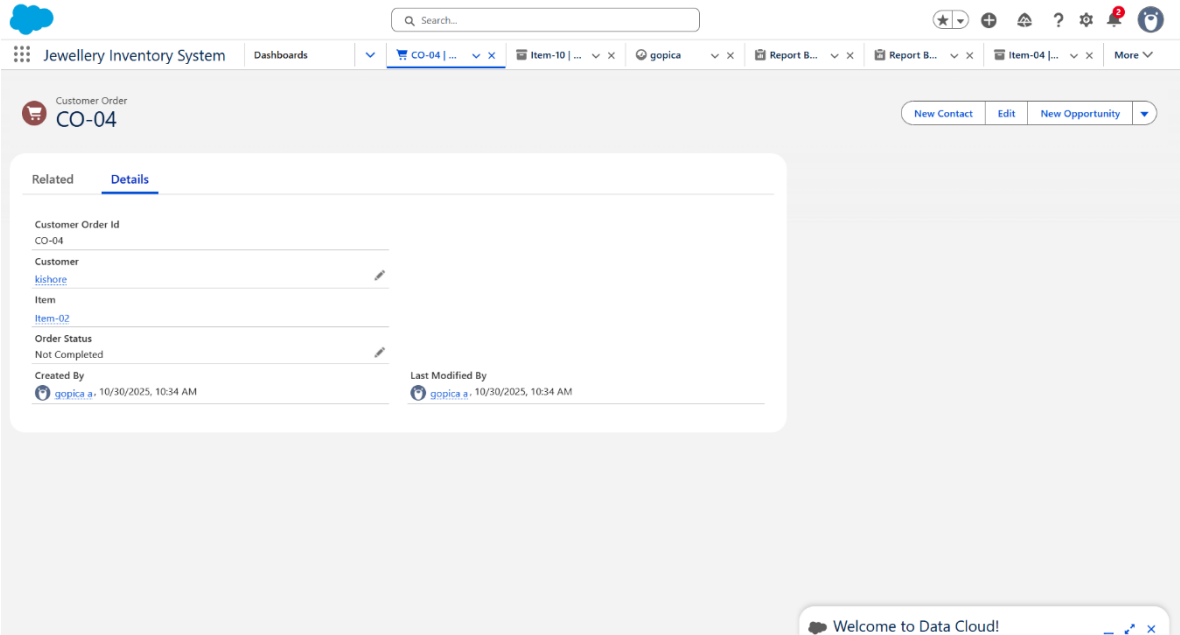 Search...
2
Jewellery Inventory System
Dashboards
CO-04 | ...
Item-10 | ...
gopica
Report B...
Report B...
Item-04 |...
More
Customer Order
CO-04
New Contact
Edit
New Opportunity
Related
Details
Customer Order Id
CO-04
Customer
kishore
Item
Item-02
Order Status
Not Completed
Created By
gopica a, 10/30/2025, 10:34 AM
Last Modified By
gopica a, 10/30/2025, 10:34 AM
Welcome to Data Cloud!